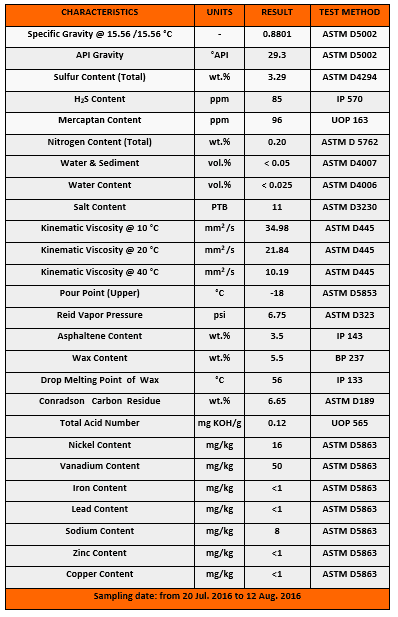 CHARACTERISTICS UNITS RESULT TEST METHOD
Specific Gravity @ 15.56 /15.56 °C - 0.8801 ASTM D5002
API Gravity °API 29.3 ASTM D5002
Sulfur Content (Total) wt.% 3.29 ASTM D4294
H₂S Content ppm 85 IP 570
Mercaptan Content ppm 96 UOP 163
Nitrogen Content (Total) wt.% 0.20 ASTM D 5762
Water & Sediment vol.% < 0.05 ASTM D4007
Water Content vol.% < 0.025 ASTM D4006
Salt Content PTB 11 ASTM D3230
Kinematic Viscosity @ 10 °C mm² /s 34.98 ASTM D445
Kinematic Viscosity @ 20 °C mm² /s 21.84 ASTM D445
Kinematic Viscosity @ 40 °C mm² /s 10.19 ASTM D445
Pour Point (Upper) °C -18 ASTM D5853
Reid Vapor Pressure psi 6.75 ASTM D323
Asphaltene Content wt.% 3.5 IP 143
Wax Content wt.% 5.5 BP 237
Drop Melting Point of Wax °C 56 IP 133
Conradson Carbon Residue wt.% 6.65 ASTM D189
Total Acid Number mg KOH/g 0.12 UOP 565
Nickel Content mg/kg 16 ASTM D5863
Vanadium Content mg/kg 50 ASTM D5863
Iron Content mg/kg <1 ASTM D5863
Lead Content mg/kg <1 ASTM D5863
Sodium Content mg/kg 8 ASTM D5863
Zinc Content mg/kg <1 ASTM D5863
Copper Content mg/kg <1 ASTM D5863
Sampling date: from 20 Jul. 2016 to 12 Aug. 2016